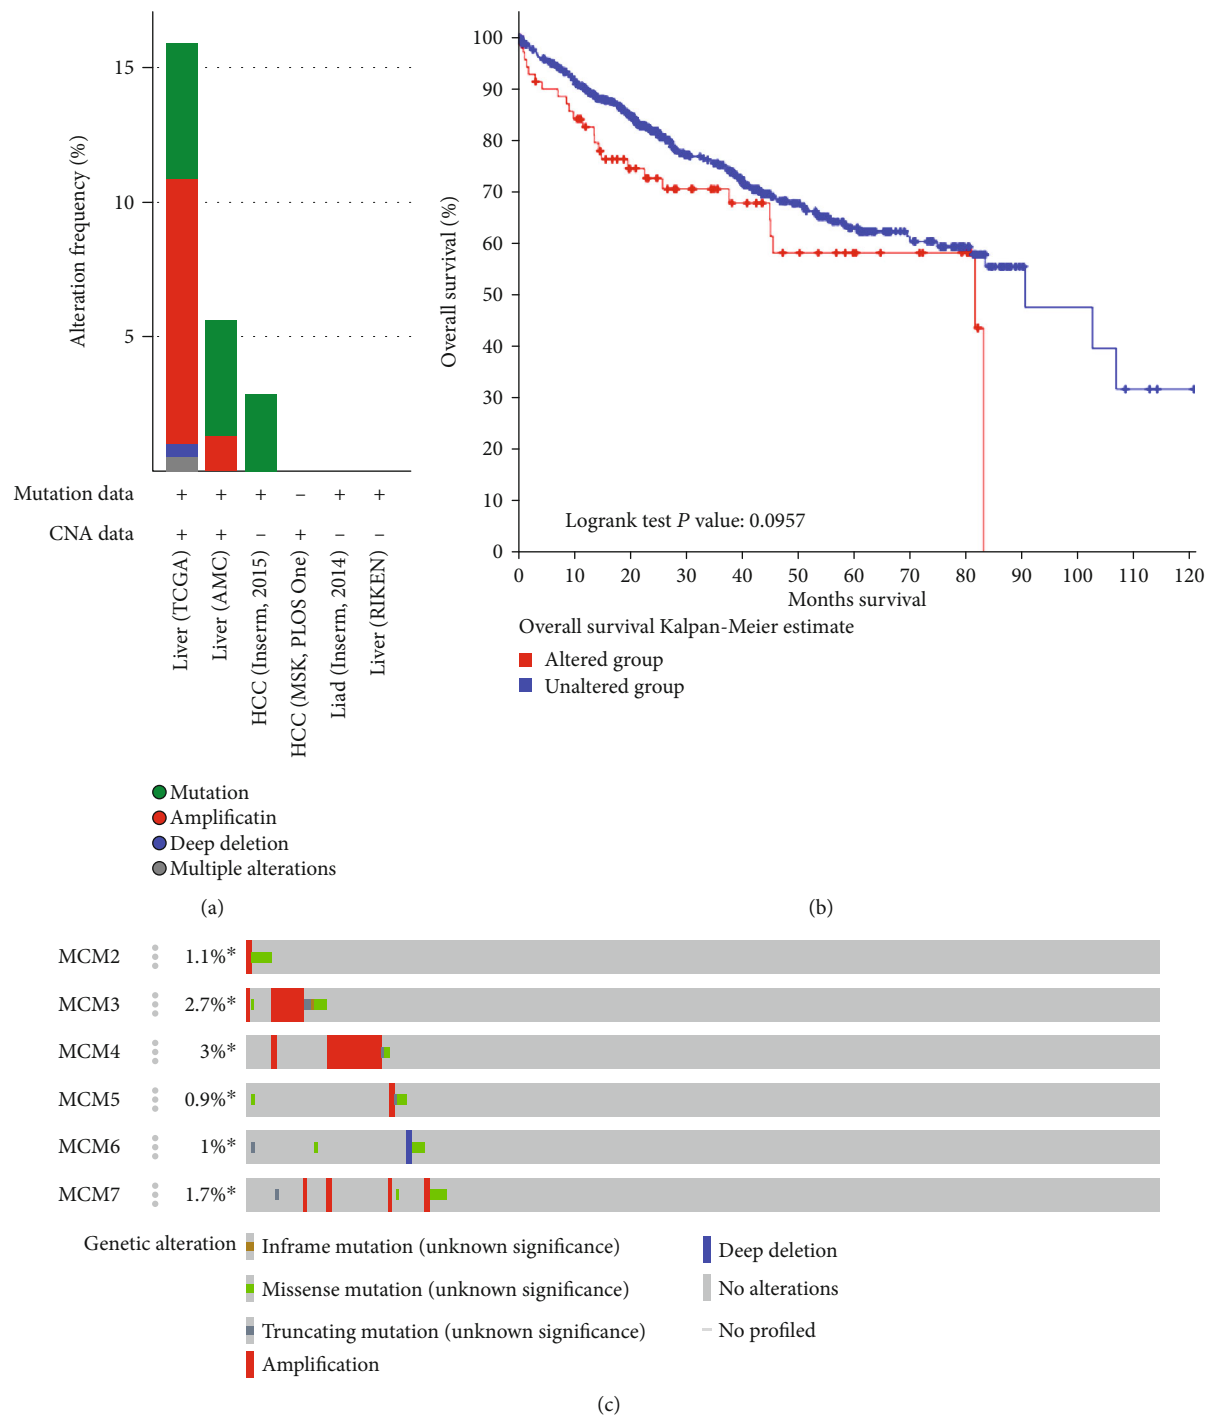 15
10
5
Alteration frequency (%)
Mutation data + + + – + +
CNA data + + – + – –
Liver (TCGA)
Liver (AMC)
HCC (Inserm, 2015)
HCC (MSK, PLOS One)
Liad (Inserm, 2014)
Liver (RIKEN)
Mutation
Amplificatin
Deep deletion
Multiple alterations
(a)
100
90
80
70
60
50
40
30
20
10
0
Overall survival (%)
Logrank test P value: 0.0957
0 10 20 30 40 50 60 70 80 90 100 110 120
Months survival
Overall survival Kalpan-Meier estimate
Altered group
Unaltered group
(b)
MCM2 1.1%*
MCM3 2.7%*
MCM4 3%*
MCM5 0.9%*
MCM6 1%*
MCM7 1.7%*
Genetic alteration
Inframe mutation (unknown significance)
Missense mutation (unknown significance)
Truncating mutation (unknown significance)
Amplification
Deep deletion
No alterations
No profiled
(c)